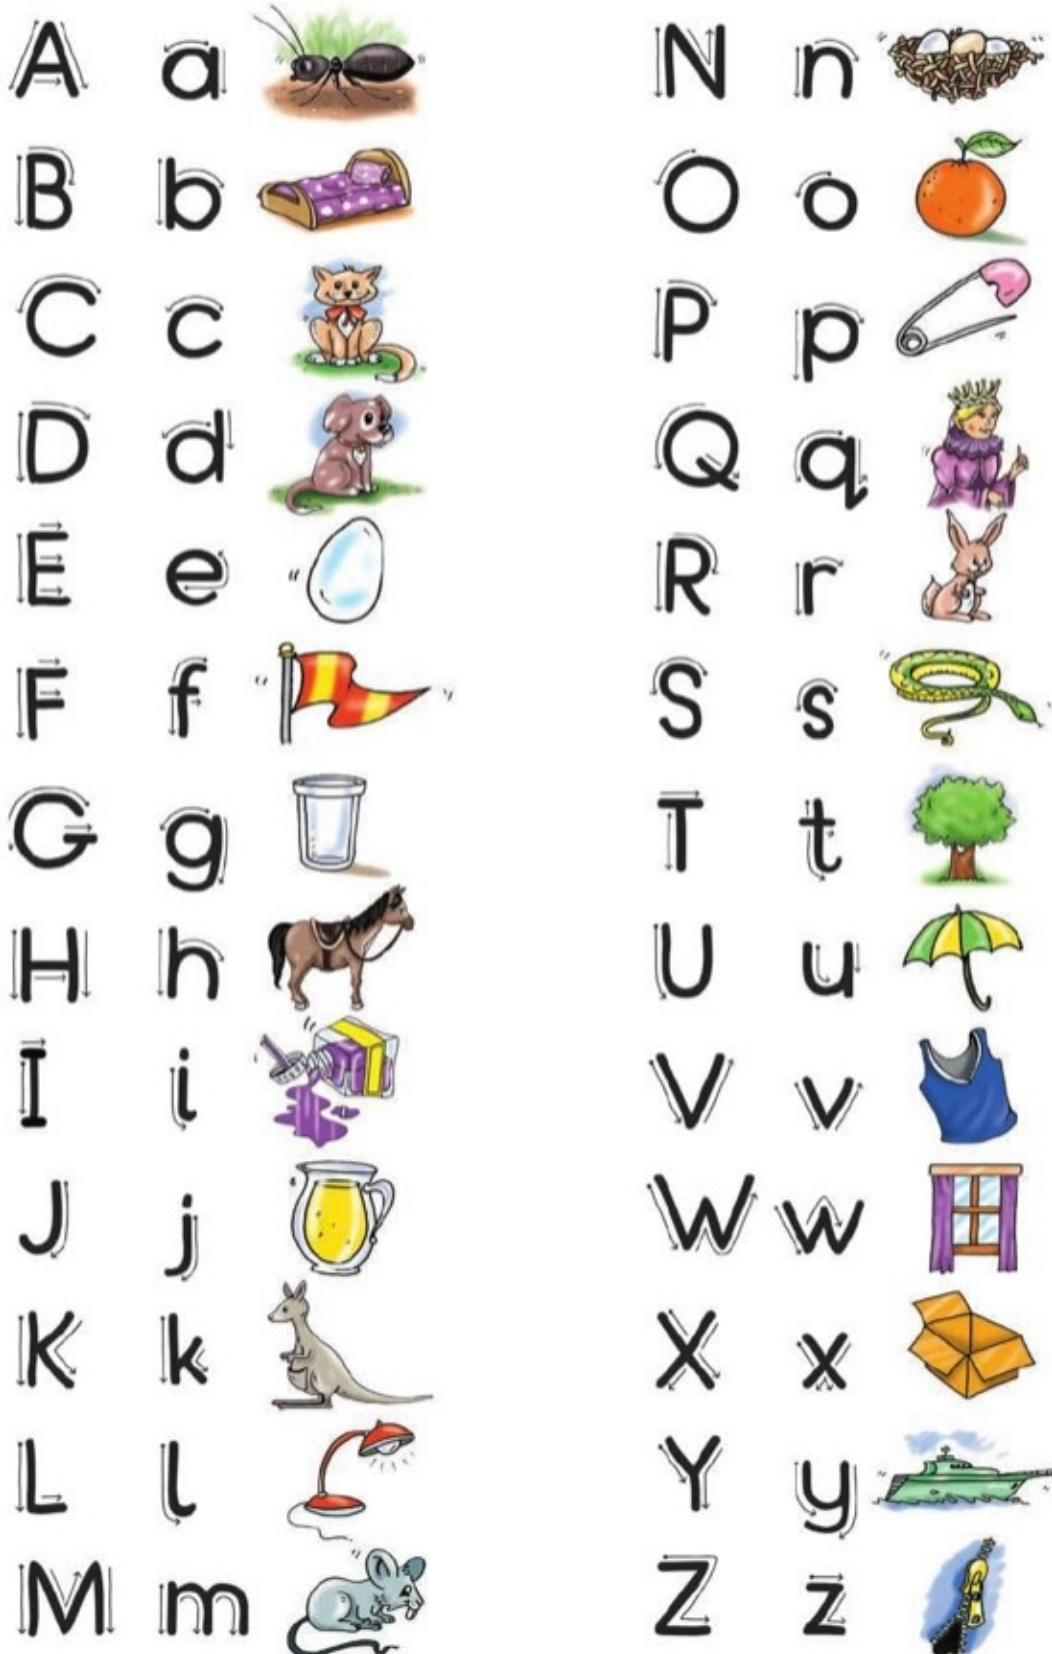 A a
B b
C c
D d
E e
F f
G g
H h
I i
J j
K k
L l
M m
N n
O o
P p
Q q
R r
S s
T t
U u
V v
W w
X x
Y y
Z z